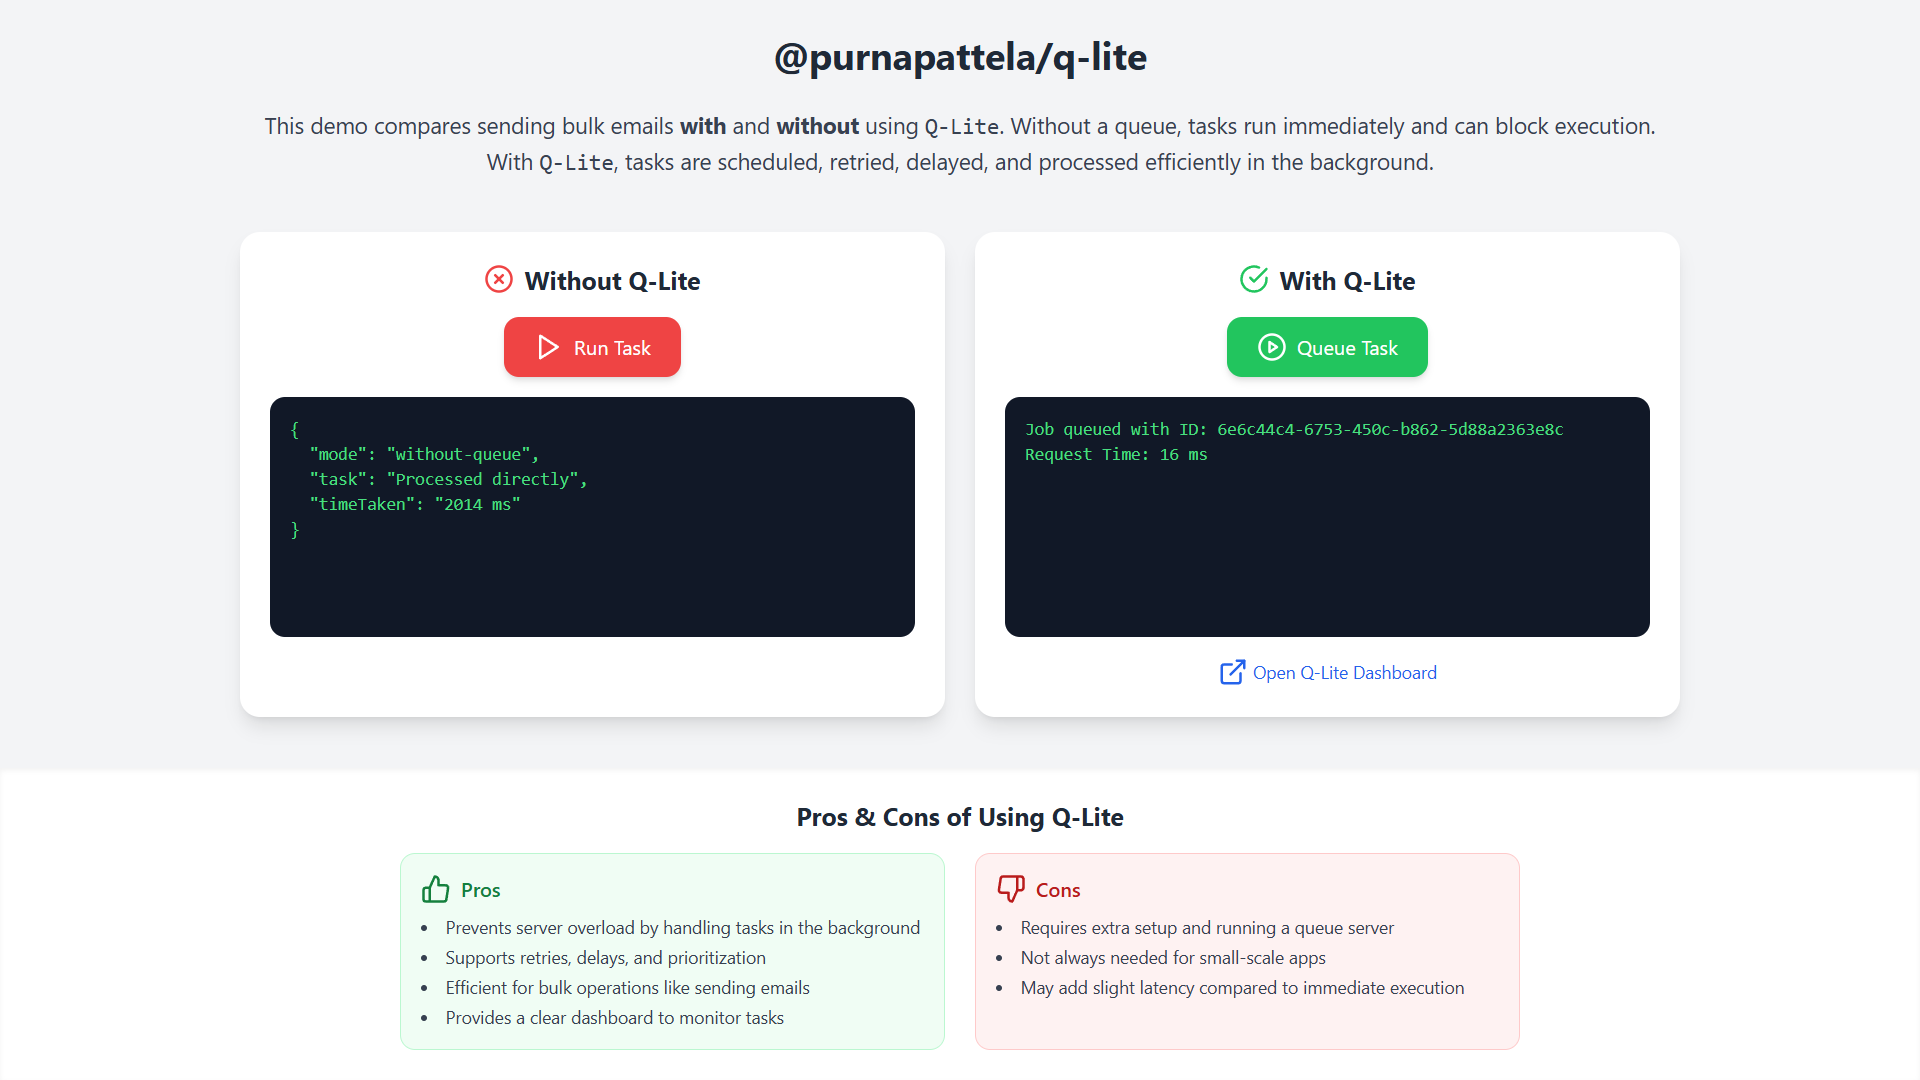 @purnapattela/q-lite
This demo compares sending bulk emails with and without using Q-Lite. Without a queue, tasks run immediately and can block execution.
With Q-Lite, tasks are scheduled, retried, delayed, and processed efficiently in the background.
Without Q-Lite
Run Task
{
  "mode": "without-queue",
  "task": "Processed directly",
  "timeTaken": "2014 ms"
}
With Q-Lite
Queue Task
Job queued with ID: 6e6c44c4-6753-450c-b862-5d88a2363e8c
Request Time: 16 ms
Open Q-Lite Dashboard
Pros & Cons of Using Q-Lite
Pros
• Prevents server overload by handling tasks in the background
• Supports retries, delays, and prioritization
• Efficient for bulk operations like sending emails
• Provides a clear dashboard to monitor tasks
Cons
• Requires extra setup and running a queue server
• Not always needed for small-scale apps
• May add slight latency compared to immediate execution